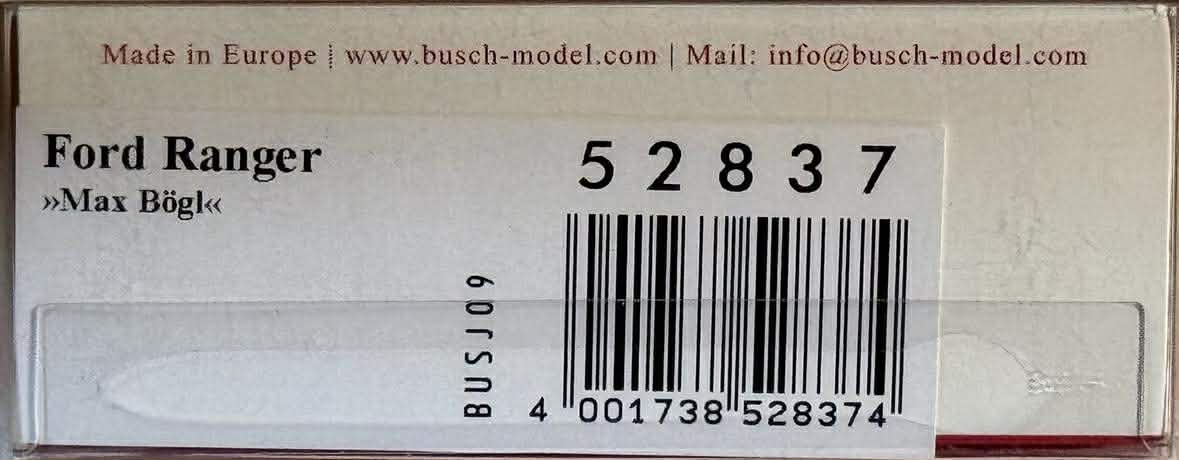 Made in Europe | www.busch-model.com | Mail: info@busch-model.com
Ford Ranger
»Max Bögl«
52837
BUSJ09
4 001738 528374